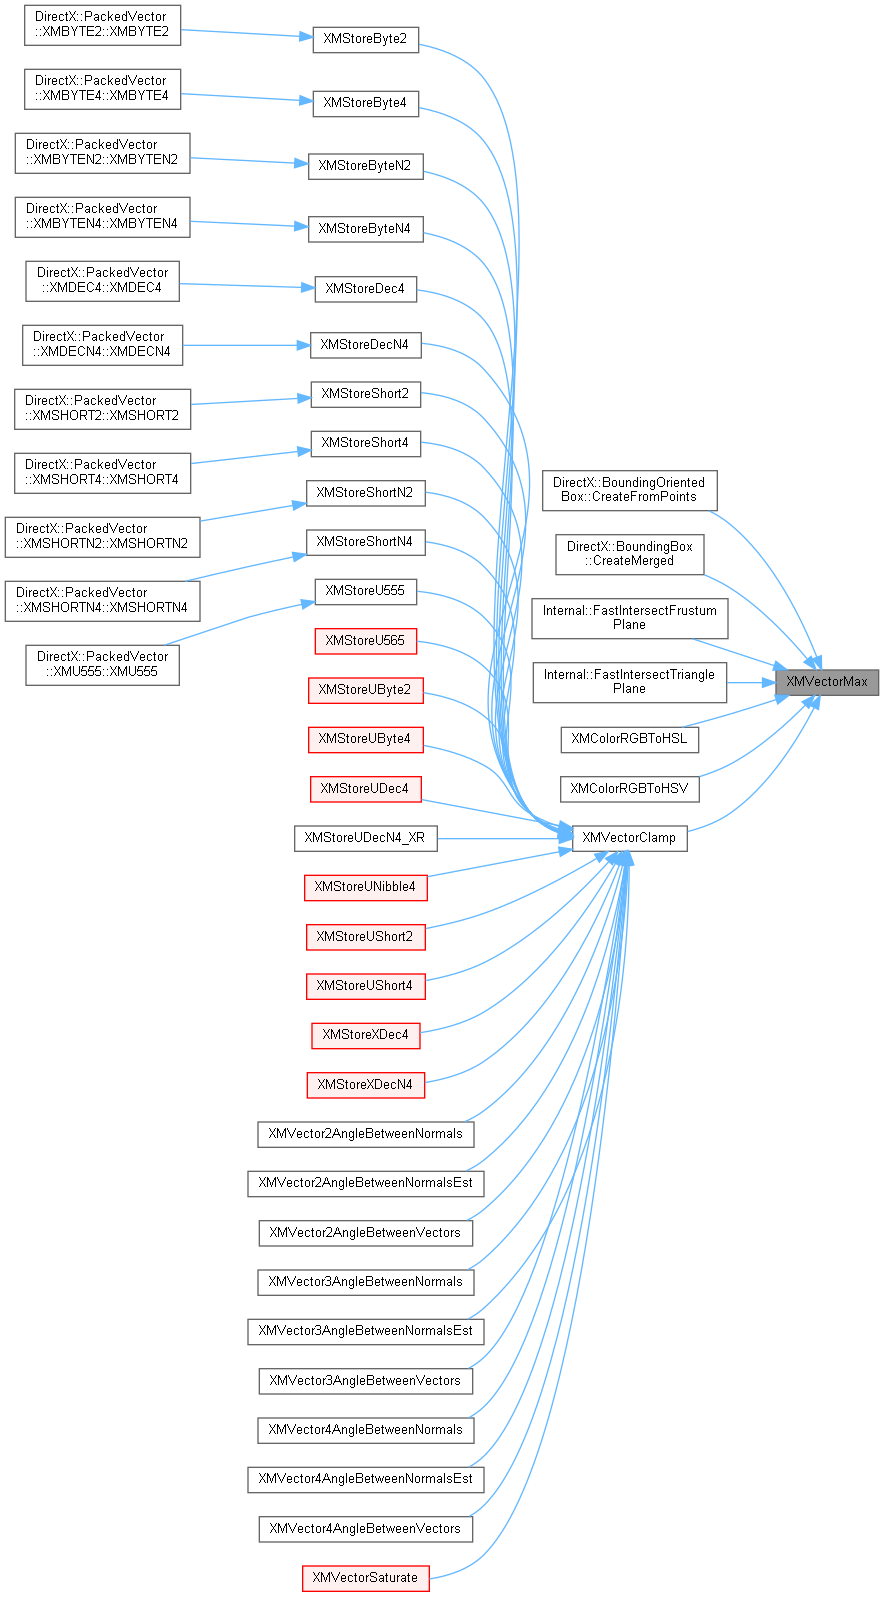 DirectX::PackedVector
::XMBYTE2::XMBYTE2
XMStoreByte2
DirectX::PackedVector
::XMBYTE4::XMBYTE4
XMStoreByte4
DirectX::PackedVector
::XMBYTEN2::XMBYTEN2
XMStoreByteN2
DirectX::PackedVector
::XMBYTEN4::XMBYTEN4
XMStoreByteN4
DirectX::PackedVector
::XMDEC4::XMDEC4
XMStoreDec4
DirectX::PackedVector
::XMDECN4::XMDECN4
XMStoreDecN4
DirectX::PackedVector
::XMSHORT2::XMSHORT2
XMStoreShort2
DirectX::PackedVector
::XMSHORT4::XMSHORT4
XMStoreShort4
DirectX::PackedVector
::XMSHORTN2::XMSHORTN2
XMStoreShortN2
DirectX::PackedVector
::XMSHORTN4::XMSHORTN4
XMStoreShortN4
DirectX::PackedVector
::XMU555::XMU555
XMStoreU555
XMStoreU565
XMStoreUByte2
XMStoreUByte4
XMStoreUDec4
XMStoreUDecN4_XR
XMStoreUNibble4
XMStoreUShort2
XMStoreUShort4
XMStoreXDec4
XMStoreXDecN4
XMVector2AngleBetweenNormals
XMVector2AngleBetweenNormalsEst
XMVector2AngleBetweenVectors
XMVector3AngleBetweenNormals
XMVector3AngleBetweenNormalsEst
XMVector3AngleBetweenVectors
XMVector4AngleBetweenNormals
XMVector4AngleBetweenNormalsEst
XMVector4AngleBetweenVectors
XMVectorSaturate
DirectX::BoundingOriented
Box::CreateFromPoints
DirectX::BoundingBox
::CreateMerged
Internal::FastIntersectFrustum
Plane
Internal::FastIntersectTriangle
Plane
XMColorRGBToHSL
XMColorRGBToHSV
XMVectorClamp
XMVectorMax